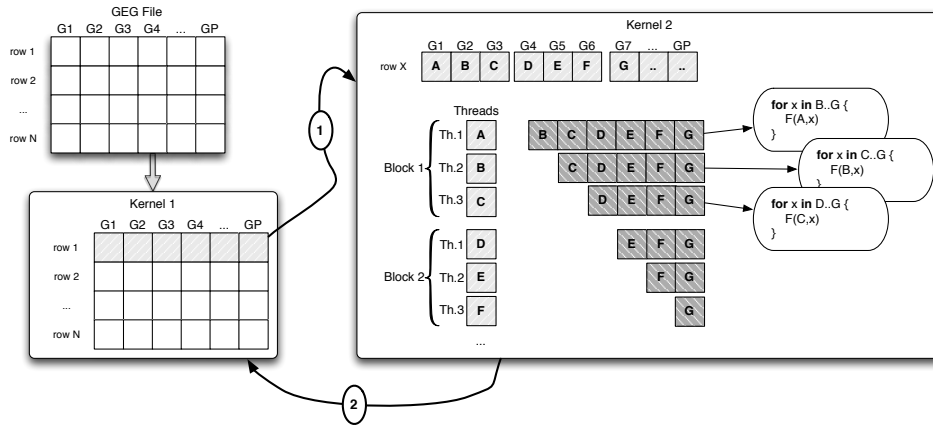 GEG File
G1 G2 G3 G4 ... GP
row 1
row 2
...
row N
Kernel 1
G1 G2 G3 G4 ... GP
row 1
row 2
...
row N
1
2
Kernel 2
G1 G2 G3 G4 G5 G6 G7 ... GP
row X A B C D E F G .. ..
Threads
Block 1
Th.1 A B C D E F G
Th.2 B C D E F G
Th.3 C D E F G
Block 2
Th.1 D E F G
Th.2 E F G
Th.3 F G
...
for x in B..G {
F(A,x)
}
for x in C..G {
F(B,x)
}
for x in D..G {
F(C,x)
}